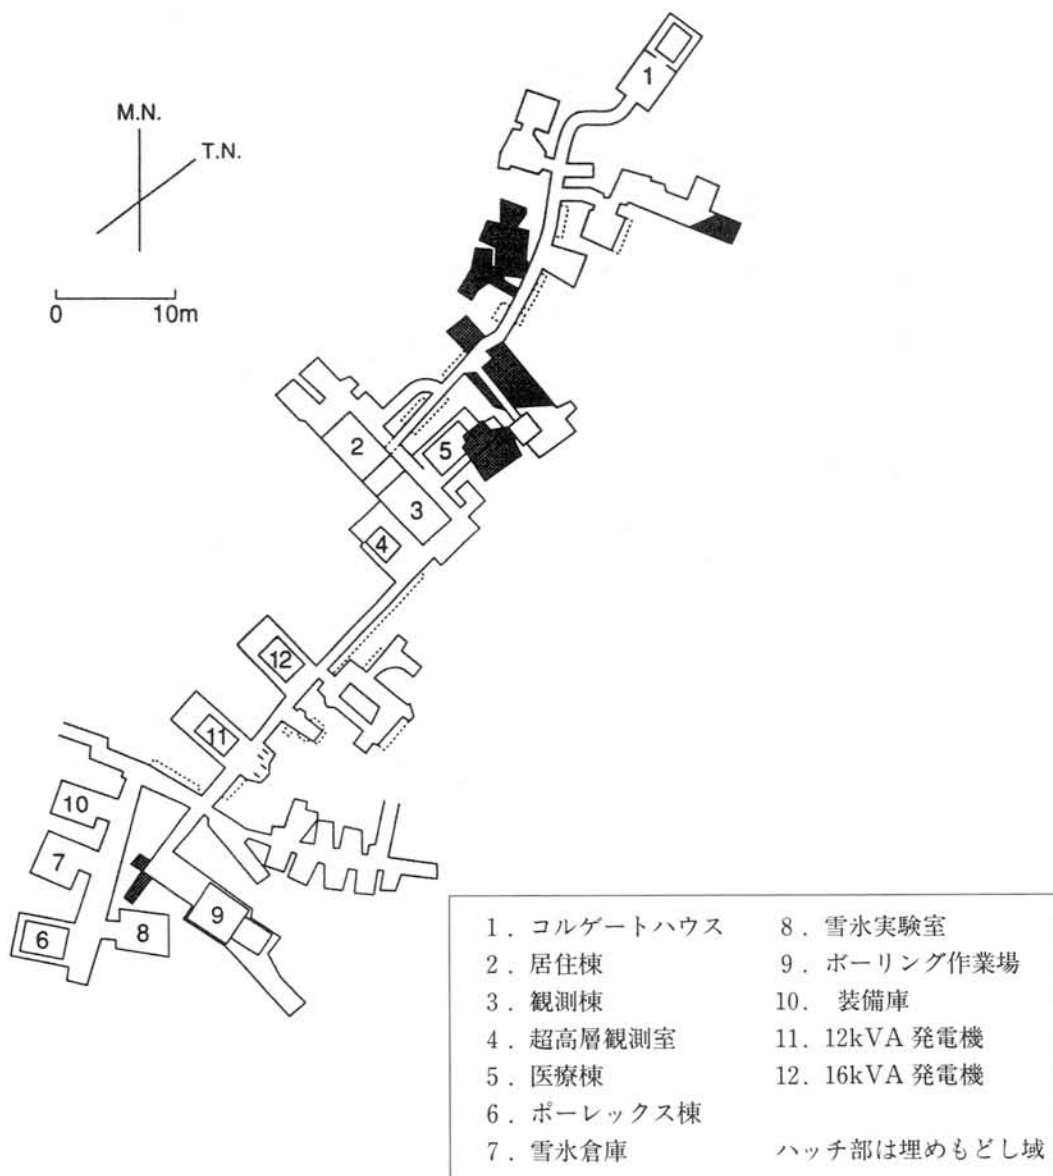 M.N.
T.N.
0 10m
1
2
5
3
4
12
11
10
7
9
6
8
1. コルゲートハウス
2. 居住棟
3. 観測棟
4. 超高層観測室
5. 医療棟
6. ポーレックス棟
7. 雪氷倉庫
8. 雪氷実験室
9. ボーリング作業場
10. 装備庫
11. 12kVA 発電機
12. 16kVA 発電機
ハッチ部は埋めもどし域